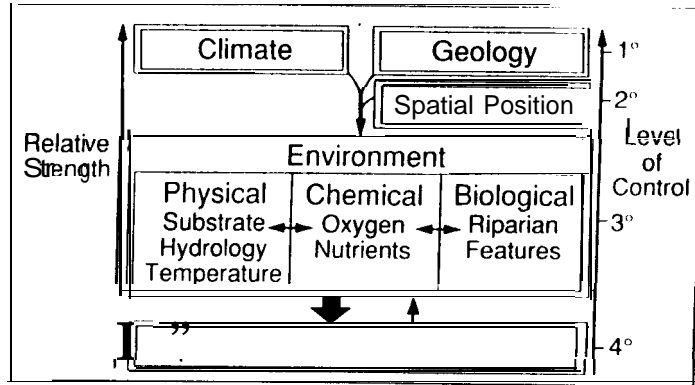 Climate
Geology
1°
Spatial Position
2°
Relative
Strength
Level
of
Control
Environment
Physical
Substrate
Hydrology
Temperature
Chemical
Oxygen
Nutrients
Biological
Riparian
Features
3°
I ”
4°